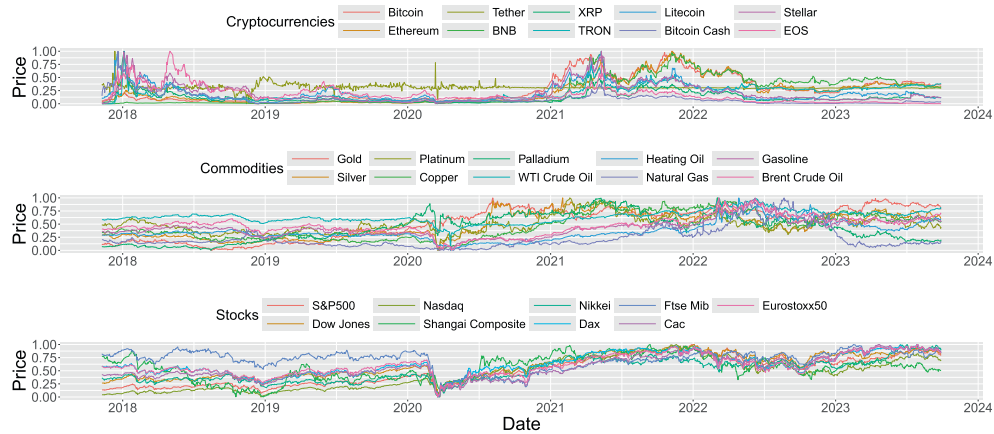 Cryptocurrencies Bitcoin Tether XRP Litecoin Stellar
Ethereum BNB TRON Bitcoin Cash EOS
Price
1.00
0.75
0.50
0.25
0.00
2018 2019 2020 2021 2022 2023 2024
Commodities Gold Platinum Palladium Heating Oil Gasoline
Silver Copper WTI Crude Oil Natural Gas Brent Crude Oil
Price
1.00
0.75
0.50
0.25
0.00
2018 2019 2020 2021 2022 2023 2024
Stocks S&P500 Nasdaq Nikkei Ftse Mib Eurostoxx50
Dow Jones Shangai Composite Dax Cac
Price
1.00
0.75
0.50
0.25
0.00
2018 2019 2020 2021 2022 2023 2024
Date